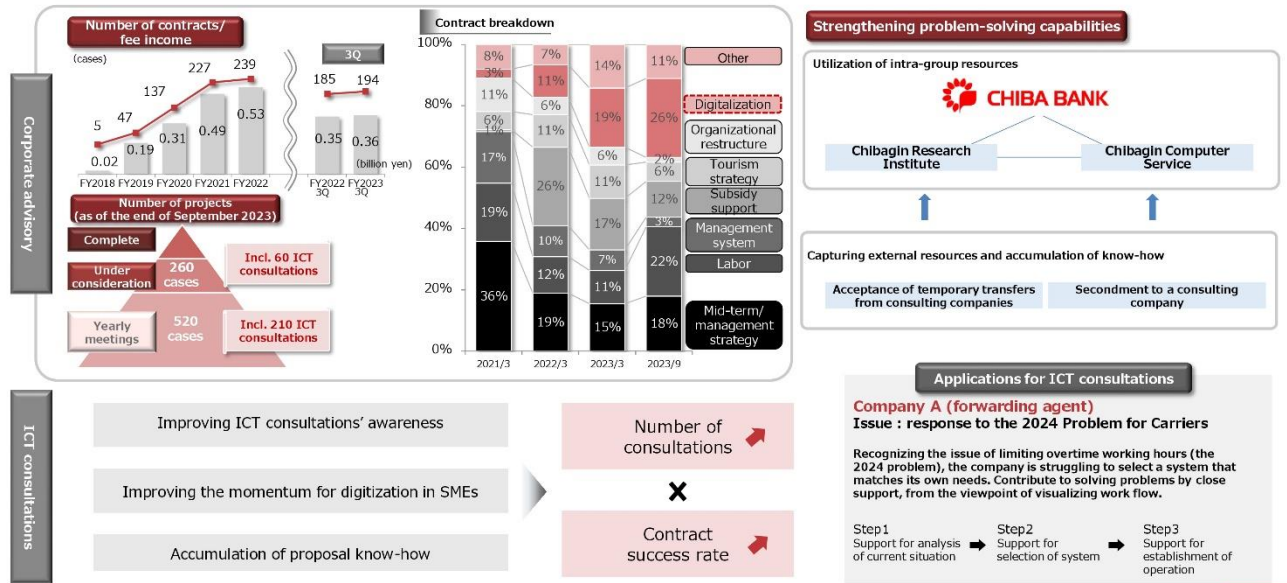 Corporate advisory
Number of contracts/
fee income
(cases)
5
47
137
227
239
0.02
0.19
0.31
0.49
0.53
FY2018 FY2019 FY2020 FY2021 FY2022
3Q
185
194
0.35
0.36
(billion yen)
FY2022 FY2023
3Q 3Q
Number of projects
(as of the end of September 2023)
Complete
Under
consideration
260
cases
Incl. 60 ICT
consultations
Yearly
meetings
520
cases
Incl. 210 ICT
consultations
Contract breakdown
100%
80%
60%
40%
20%
0%
8%
3%
11%
6%
1%
17%
19%
36%
7%
11%
6%
11%
26%
10%
12%
19%
14%
19%
6%
11%
17%
7%
11%
15%
11%
26%
2%
6%
12%
3%
22%
18%
2021/3 2022/3 2023/3 2023/9
Other
Digitalization
Organizational
restructure
Tourism
strategy
Subsidy
support
Management
system
Labor
Mid-term/
management
strategy
Strengthening problem-solving capabilities
Utilization of intra-group resources
CHIBA BANK
Chibagin Research
Institute
Chibagin Computer
Service
Capturing external resources and accumulation of know-how
Acceptance of temporary transfers
from consulting companies
Secondment to a consulting
company
ICT consultations
Improving ICT consultations' awareness
Improving the momentum for digitization in SMEs
Accumulation of proposal know-how
Number of
consultations
×
Contract
success rate
Applications for ICT consultations
Company A (forwarding agent)
Issue : response to the 2024 Problem for Carriers
Recognizing the issue of limiting overtime working hours (the
2024 problem), the company is struggling to select a system that
matches its own needs. Contribute to solving problems by close
support, from the viewpoint of visualizing work flow.
Step1
Support for analysis
of current situation
Step2
Support for
selection of system
Step3
Support for
establishment of
operation